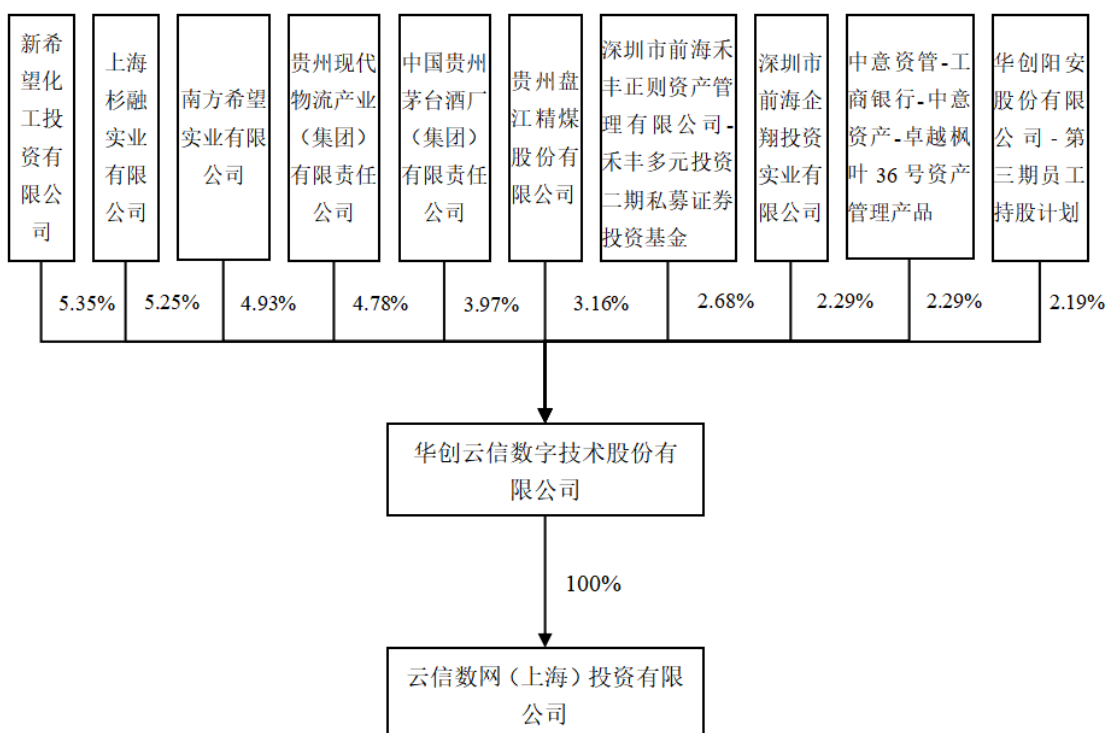 新希
望化
工投
资有
限公
司
上海
杉融
实业
有限
公司
南方希望
实业有限
公司
贵州现代
物流产业
（集团）
有限责任
公司
中国贵州
茅台酒厂
（集团）
有限责任
公司
贵州盘
江精煤
股份有
限公司
深圳市前海禾
丰正则资产管
理有限公司-
禾丰多元投资
二期私募证券
投资基金
深圳市
前海企
翔投资
实业有
限公司
中意资管-工
商银行-中意
资产-卓越枫
叶 36 号资产
管理产品
华创阳安
股份有限
公司-第
三期员工
持股计划
5.35%
5.25%
4.93%
4.78%
3.97%
3.16%
2.68%
2.29%
2.29%
2.19%
华创云信数字技术股份有
限公司
100%
云信数网（上海）投资有限
公司